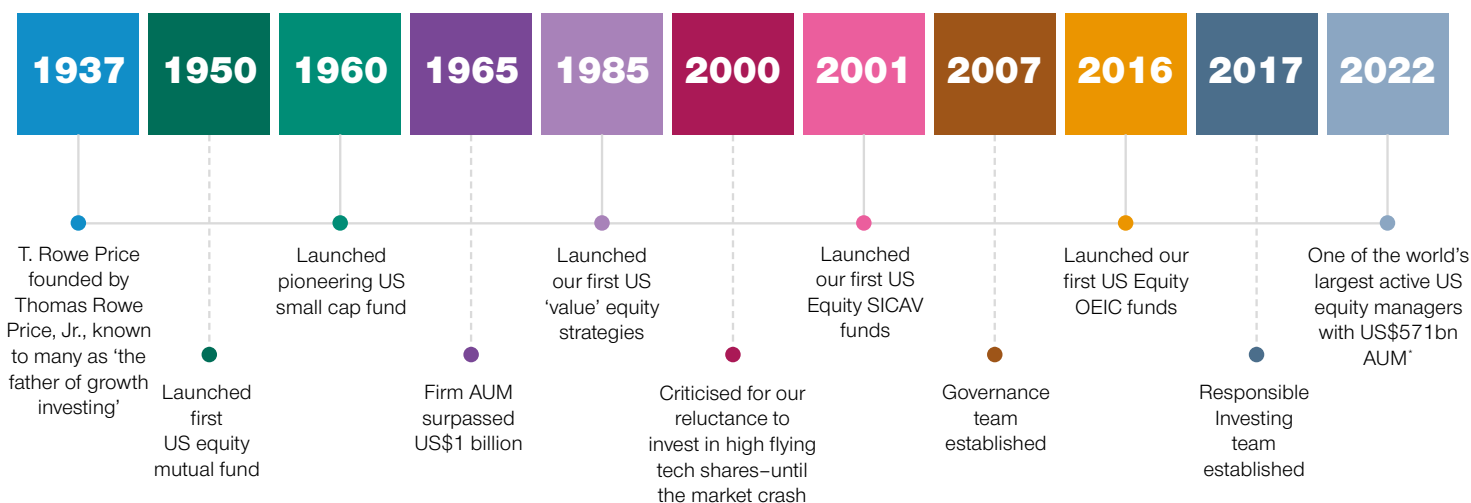 1937
1950
1960
1965
1985
2000
2001
2007
2016
2017
2022
T. Rowe Price
founded by
Thomas Rowe
Price, Jr., known
to many as ‘the
father of growth
investing’
Launched
first
US equity
mutual fund
Launched
pioneering US
small cap fund
Firm AUM
surpassed
US$1 billion
Launched
our first US
‘value’ equity
strategies
Criticised for our
reluctance to
invest in high flying
tech shares–until
the market crash
Launched
our first US
Equity SICAV
funds
Governance
team
established
Launched our
first US Equity
OEIC funds
Responsible
Investing
team
established
One of the world’s
largest active US
equity managers
with US$571bn
AUM*